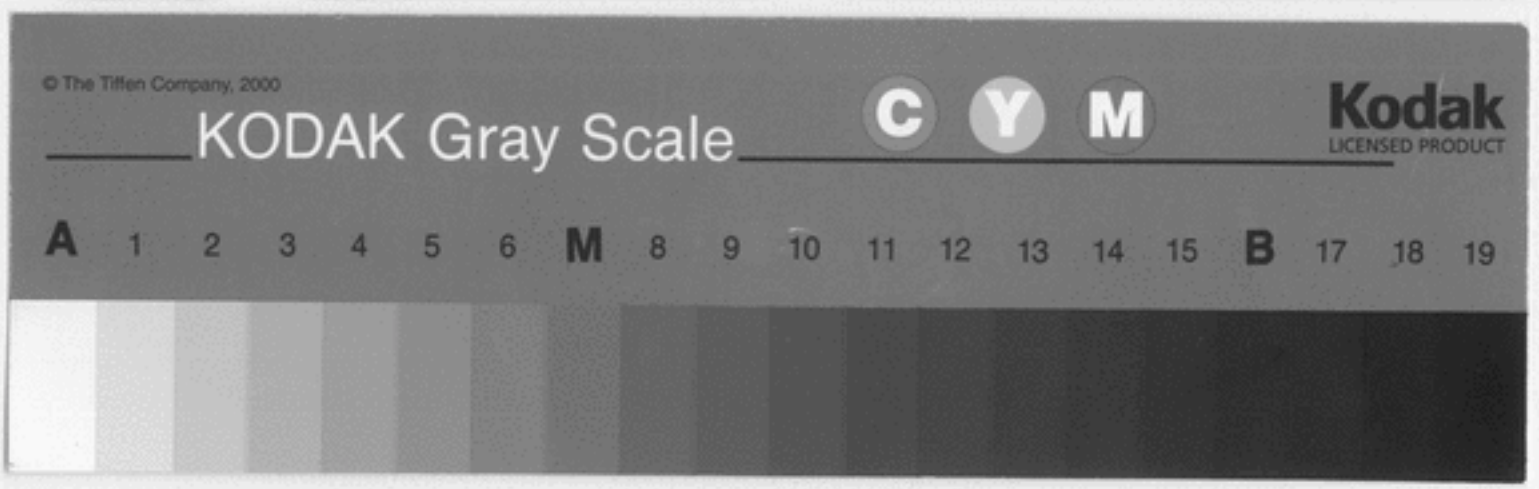 © The Tiffen Company, 2000
KODAK Gray Scale
C Y M
Kodak
LICENSED PRODUCT
A 1 2 3 4 5 6 M 8 9 10 11 12 13 14 15 B 17 18 19